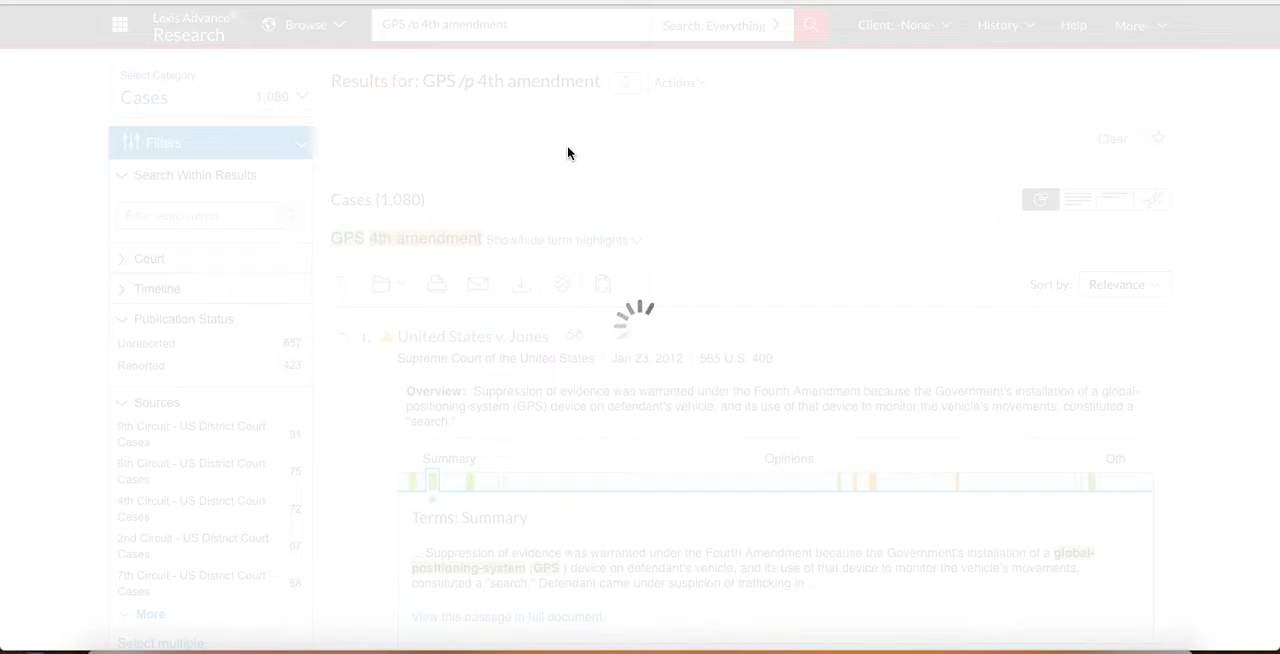 Lexis Advance®
Research
Browse
GPS /p 4th amendment
Search: Everything
Client: -None-
History
Help
More
Select Category
Cases
1,080
Results for: GPS /p 4th amendment
Actions
Filters
Clear
Search Within Results
Enter search terms
Court
Timeline
Publication Status
Unreported 657
Reported 423
Sources
9th Circuit - US District Court
Cases
91
6th Circuit - US District Court
Cases
75
4th Circuit - US District Court
Cases
72
2nd Circuit - US District Court
Cases
67
7th Circuit - US District Court
Cases
58
More
Select multiple
Cases (1,080)
GPS 4th amendment Show/hide term highlights
Sort by: Relevance
1. United States v. Jones
Supreme Court of the United States | Jan 23, 2012 | 565 U.S. 400
Overview: Suppression of evidence was warranted under the Fourth Amendment because the Government's installation of a global-
positioning-system (GPS) device on defendant's vehicle, and its use of that device to monitor the vehicle's movements, constituted a
"search."
Summary
Opinions
Oth
Terms: Summary
... Suppression of evidence was warranted under the Fourth Amendment because the Government's installation of a global-
positioning-system (GPS ) device on defendant's vehicle, and its use of that device to monitor the vehicle's movements,
constituted a "search." Defendant came under suspicion of trafficking in ...
View this passage in full document